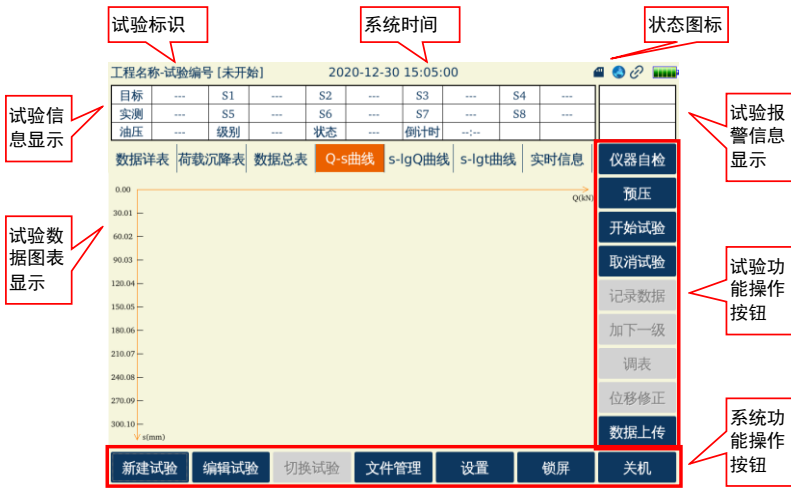 试验标识
系统时间
状态图标
工程名称-试验编号 [未开始] 2020-12-30 15:05:00
目标 --- S1 --- S2 --- S3 --- S4 ---
实测 --- S5 --- S6 --- S7 --- S8 ---
油压 --- 级别 --- 状态 --- 倒计时 --:--
试验信
息显示
试验报
警信息
显示
数据详表 荷载沉降表 数据总表 Q-s曲线 s-lgQ曲线 s-lgt曲线 实时信息
仪器自检
预压
开始试验
取消试验
记录数据
加下一级
调表
位移修正
数据上传
0.00
Q(kN)
30.01
60.02
90.03
120.04
150.05
180.06
210.07
240.08
270.09
300.10
s(mm)
试验数
据图表
显示
试验功
能操作
按钮
新建试验 编辑试验 切换试验 文件管理 设置 锁屏 关机
系统功
能操作
按钮